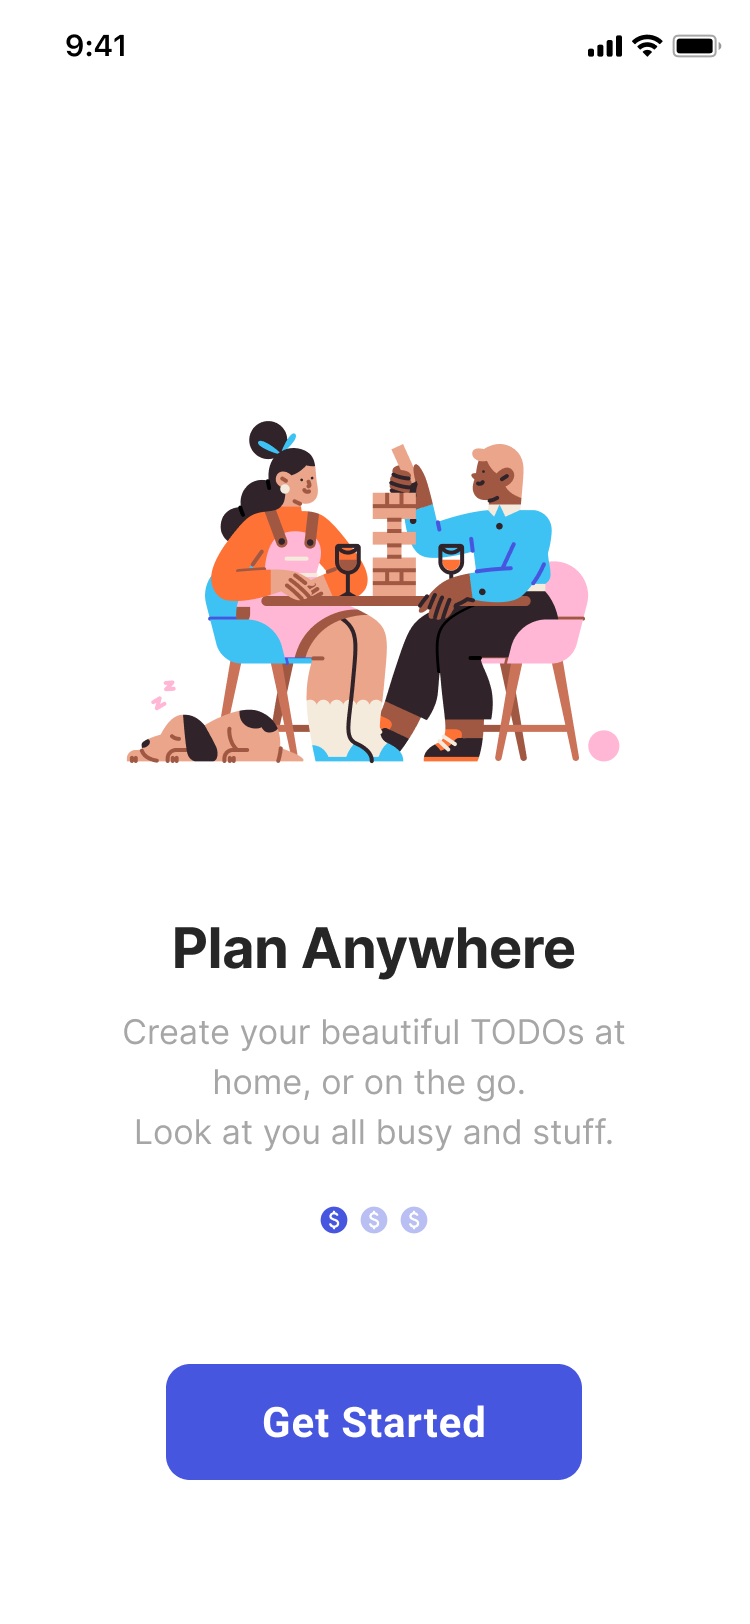 9:41
Plan Anywhere
Create your beautiful TODOs at
home, or on the go.
Look at you all busy and stuff.
$ $ $
Get Started